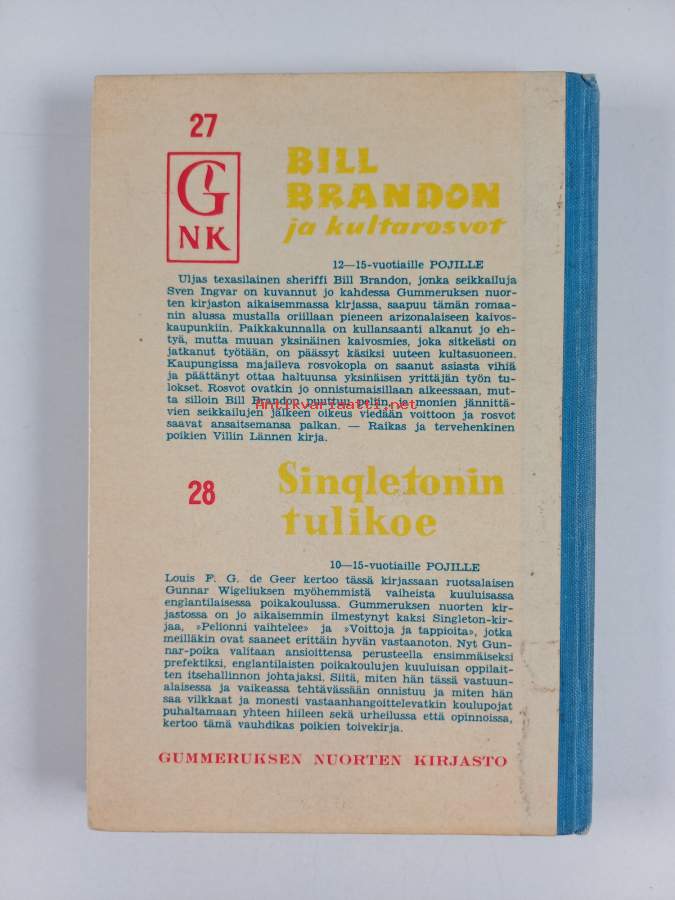 27
G
NK
BILL
BRANDON
ja kultarosvot
12—15-vuotiaille POJILLE
Uljas texasilainen sheriffi Bill Brandon, jonka seikkailuja
Sven Ingvar on kuvannut jo kahdessa Gummeruksen nuor-
ten kirjaston aikaisemmassa kirjassa, saapuu tämän romaa-
nin alussa mustalla oriillaan pieneen arizonalaiseen kaivos-
kaupunkiin. Paikkakunnalla on kullansaanti alkanut jo eh-
tyä, mutta muuan yksinäinen kaivosmies, joka sitkeästi on
jatkanut työtään, on päässyt käsiksi uuteen kultasuoneen.
Kaupungissa majaileva rosvokopla on saanut asiasta vihiä
ja päättänyt ottaa haltuunsa yksinäisen yrittäjän työn tu-
lokset. Rosvot ovatkin jo onnistumaisillaan aikeessaan, mut-
ta silloin Bill Brandon puuttuu peliin, ja monien jännittä-
vien seikkailujen jälkeen oikeus viedään voittoon ja rosvot
saavat ansaitsemansa palkan. — Raikas ja tervehenkinen
poikien Villin Lännen kirja.
Antikvariaatti.net
28
Singletonin
tulikoe
10—15-vuotiaille POJILLE
Louis F. G. de Geer kertoo tässä kirjassaan ruotsalaisen
Gunnar Wigeliuksen myöhemmistä vaiheista kuuluisassa
englantilaisessa poikakoulussa. Gummeruksen nuorten kir-
jastossa on jo aikaisemmin ilmestynyt kaksi Singleton-kir-
jaa, »Pelionni vaihtelee» ja »Voittoja ja tappioita», jotka
meilläkin ovat saaneet erittäin hyvän vastaanoton. Nyt Gun-
nar-poika valitaan ansioittensa perusteella ensimmäiseksi
prefektiksi, englantilaisten poikakoulujen kuuluisan oppilait-
ten itsehallinnon johtajaksi. Siitä, miten hän tässä vastuun-
alaisessa ja vaikeassa tehtävässään onnistuu ja miten hän
saa vilkkaat ja monesti vastaanhangoittelevatkin koulupojat
puhaltamaan yhteen hiileen sekä urheilussa että opinnoissa,
kertoo tämä vauhdikas poikien toivekirja.
GUMMERUKSEN NUORTEN KIRJASTO